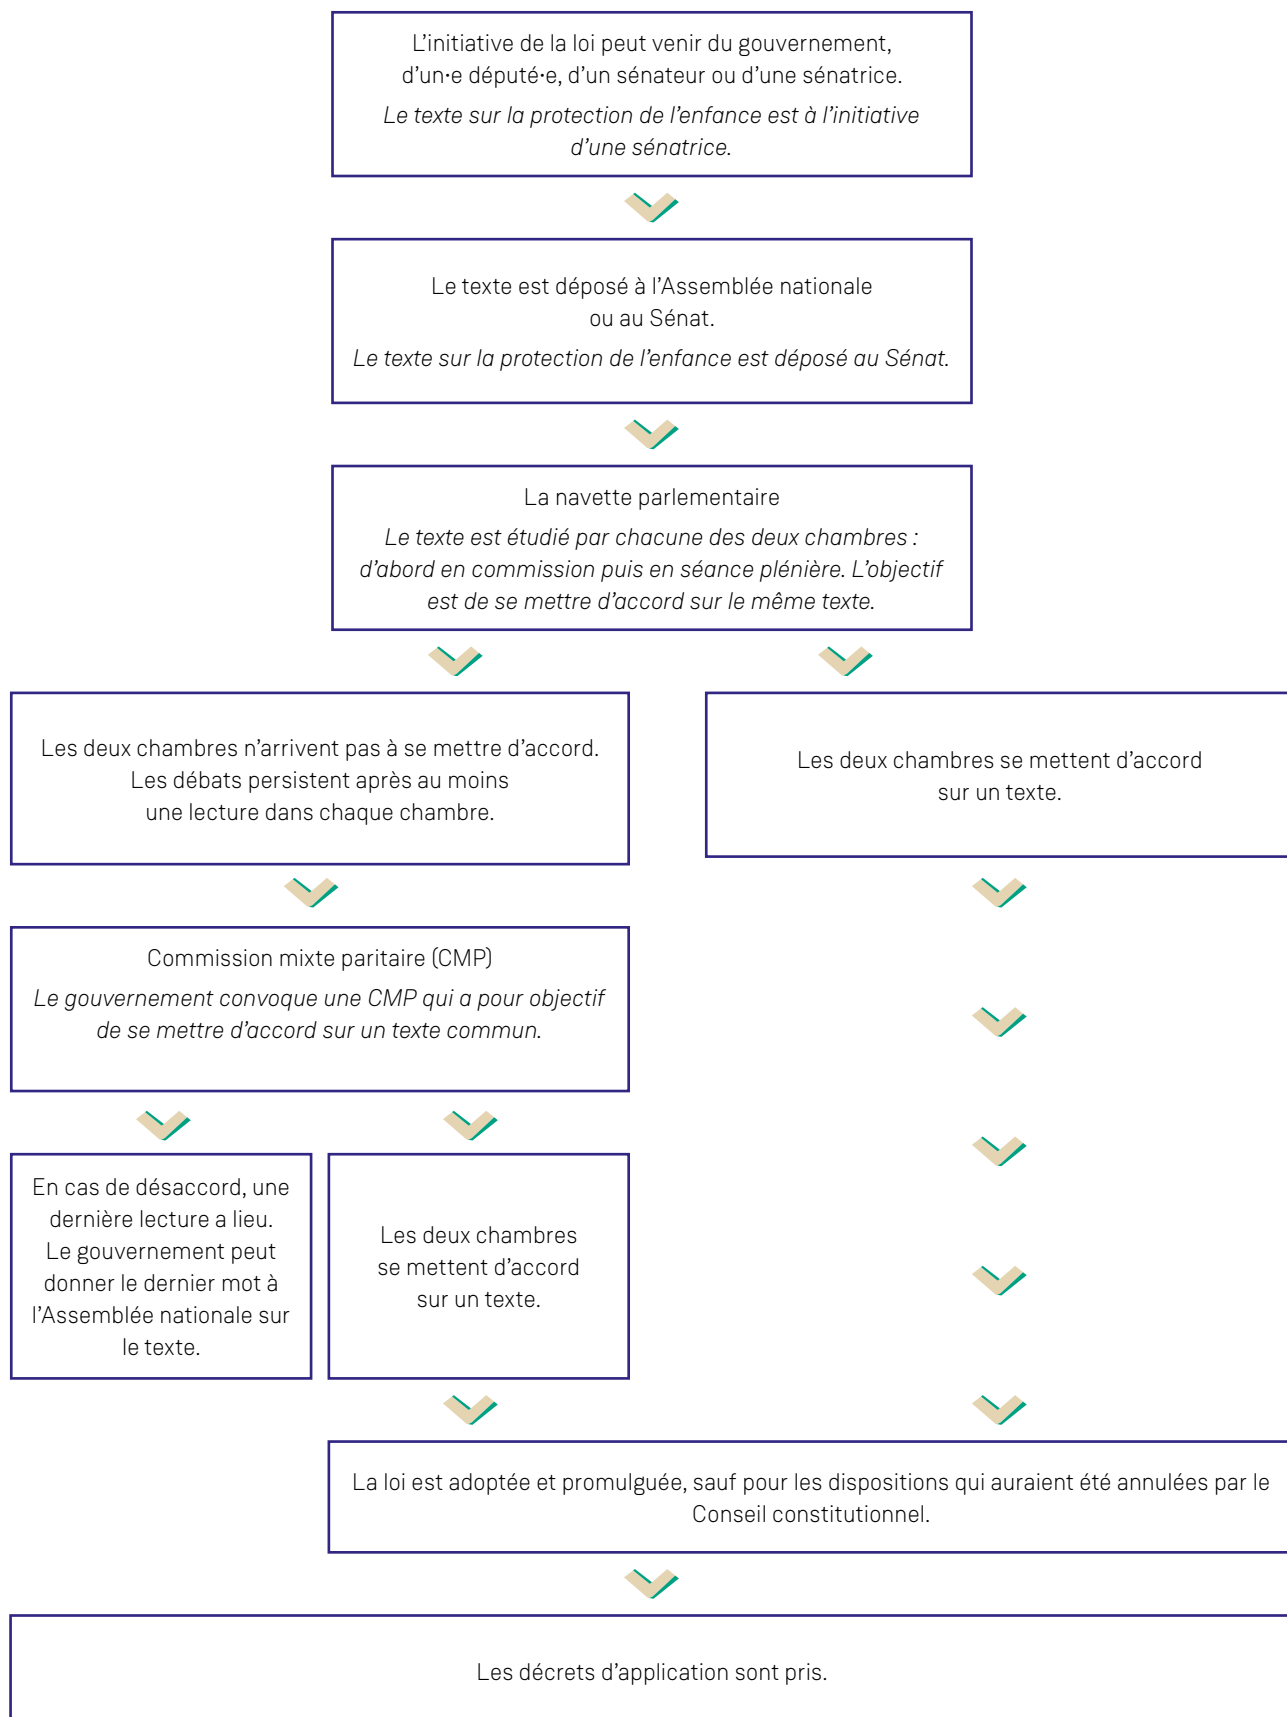 L’initiative de la loi peut venir du gouvernement,
d’un·e député·e, d’un sénateur ou d’une sénatrice.
Le texte sur la protection de l’enfance est à l’initiative
d’une sénatrice.
Le texte est déposé à l’Assemblée nationale
ou au Sénat.
Le texte sur la protection de l’enfance est déposé au Sénat.
La navette parlementaire
Le texte est étudié par chacune des deux chambres :
d’abord en commission puis en séance plénière. L’objectif
est de se mettre d’accord sur le même texte.
Les deux chambres n’arrivent pas à se mettre d’accord.
Les débats persistent après au moins
une lecture dans chaque chambre.
Les deux chambres se mettent d’accord
sur un texte.
Commission mixte paritaire (CMP)
Le gouvernement convoque une CMP qui a pour objectif
de se mettre d’accord sur un texte commun.
En cas de désaccord, une
dernière lecture a lieu.
Le gouvernement peut
donner le dernier mot à
l’Assemblée nationale sur
le texte.
Les deux chambres
se mettent d’accord
sur un texte.
La loi est adoptée et promulguée, sauf pour les dispositions qui auraient été annulées par le
Conseil constitutionnel.
Les décrets d’application sont pris.